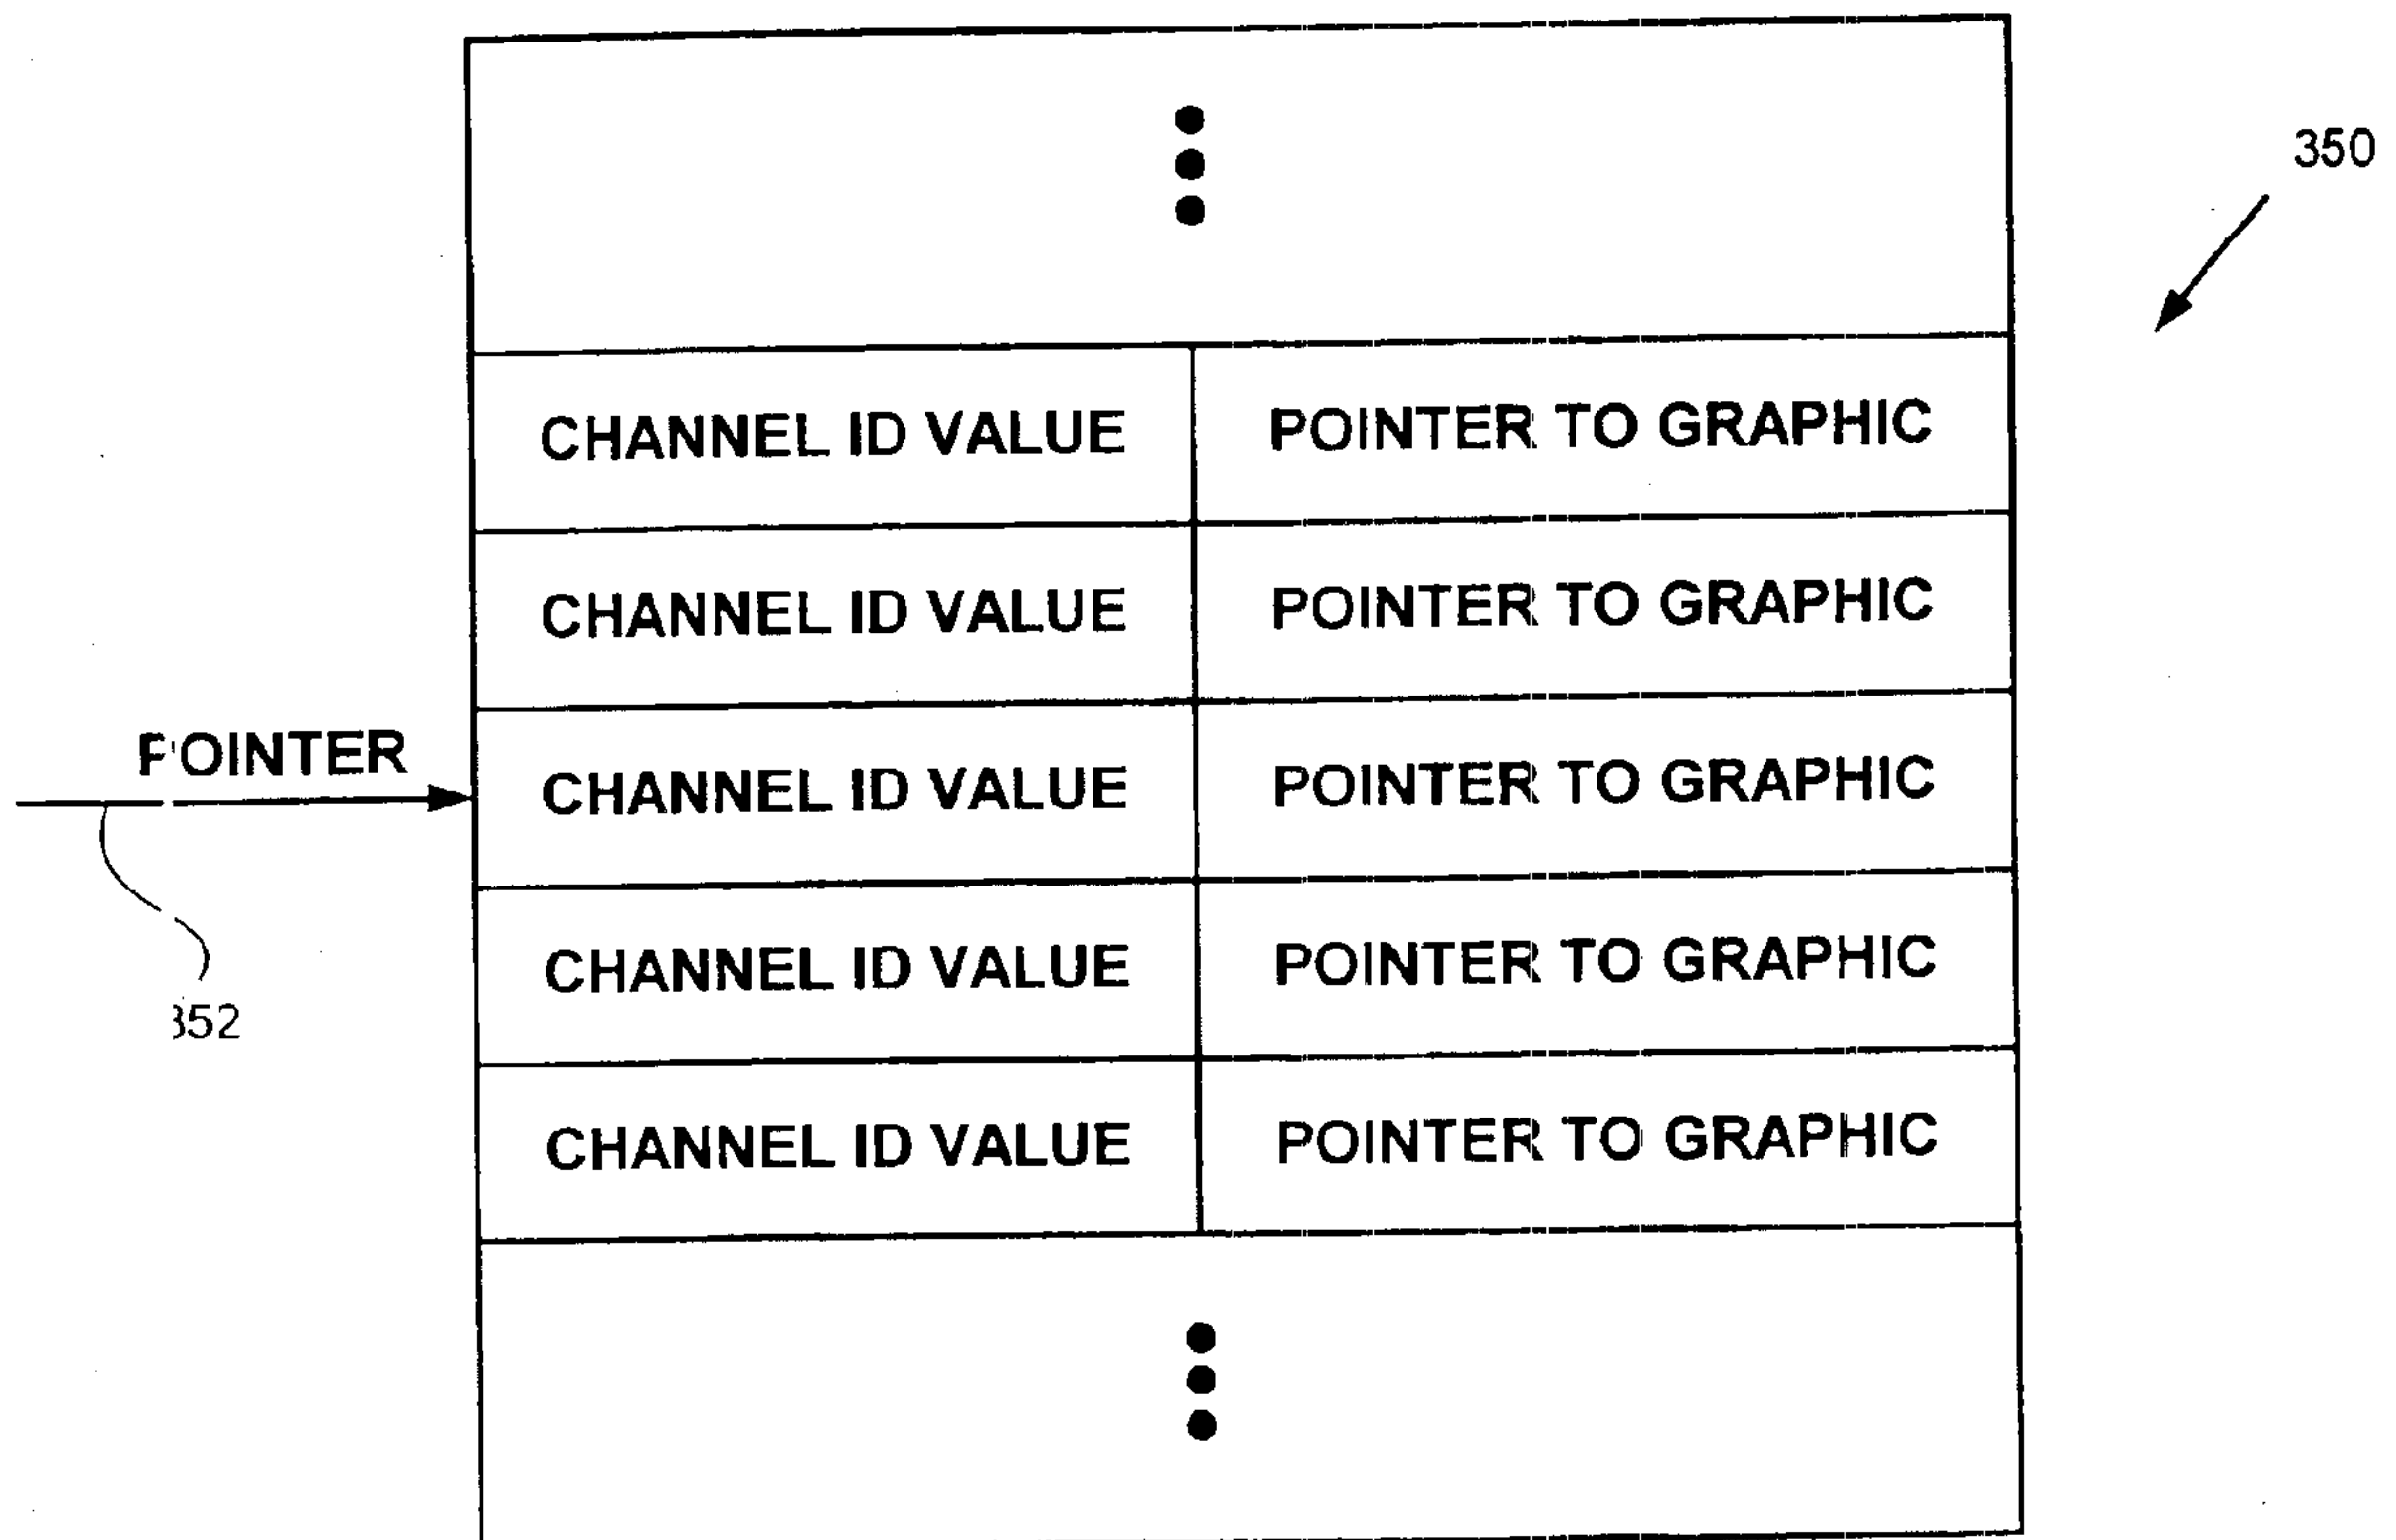 350
CHANNEL ID VALUE POINTER TO GRAPHIC
CHANNEL ID VALUE POINTER TO GRAPHIC
POINTER
CHANNEL ID VALUE POINTER TO GRAPHIC
CHANNEL ID VALUE POINTER TO GRAPHIC
352
CHANNEL ID VALUE POINTER TO GRAPHIC